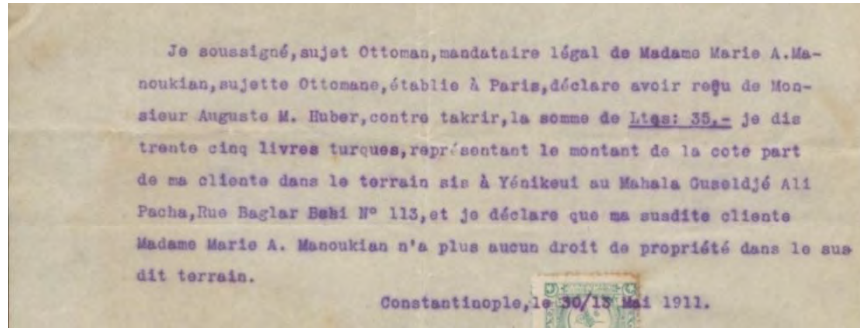 Je soussigné,sujet Ottoman,mandataire légal de Madame Marie A.Ma-
noukian,sujette Ottomane,établie à Paris,déclare avoir reçu de Mon-
sieur Auguste M. Huber,contre takrir,la somme de Ltqs: 35,- je dis
trente cinq livres turques,représentant le montant de la cote part
de ma cliente dans le terrain sis à Yénikeui au Mahala Guseldjé Ali
Pacha,Rue Baglar N° 113,et je déclare que ma susdite cliente
Madame Marie A. Manoukian n'a plus aucun droit de propriété dans le sus
dit terrain.
Constantinople,le 30/13 Mai 1911.